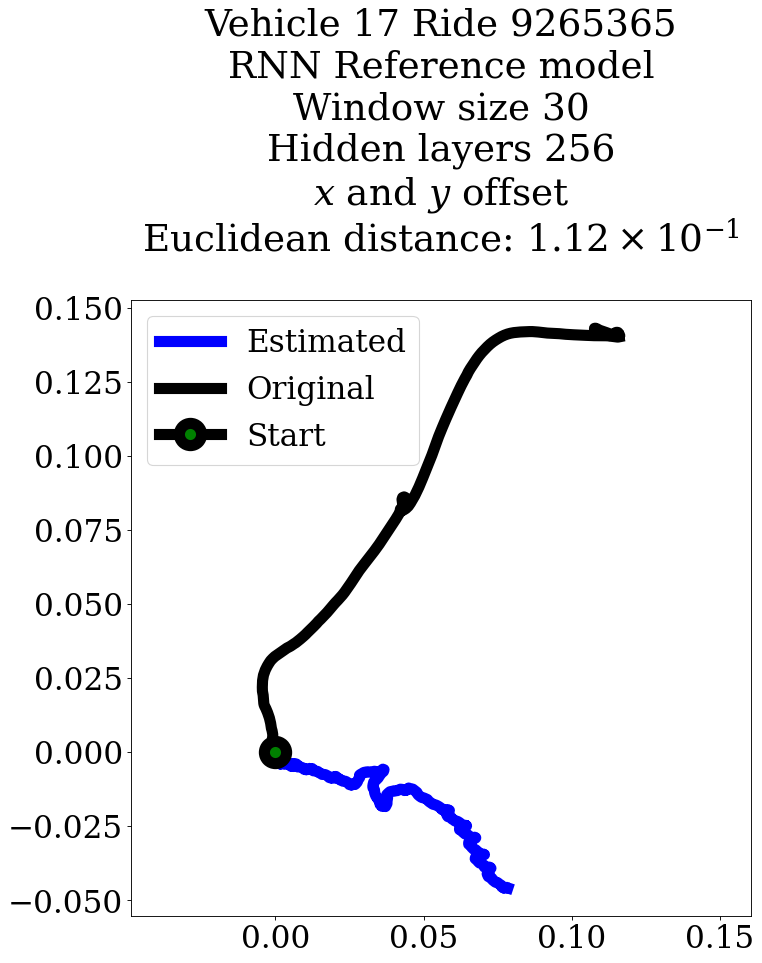 Vehicle 17 Ride 9265365
RNN Reference model
Window size 30
Hidden layers 256
x and y offset
Euclidean distance: 1.12 × 10⁻¹
0.150
0.125
0.100
0.075
0.050
0.025
0.000
−0.025
−0.050
Estimated
Original
Start
0.00 0.05 0.10 0.15